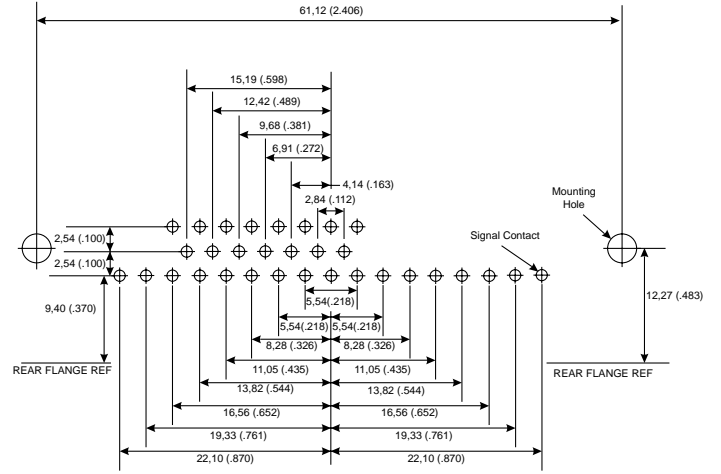 61,12 (2.406)
15,19 (.598)
12,42 (.489)
9,68 (.381)
6,91 (.272)
4,14 (.163)
2,84 (.112)
Mounting
Hole
Signal Contact
2,54 (.100)
2,54 (.100)
9,40 (.370)
12,27 (.483)
5,54(.218)
5,54(.218) 5,54(.218)
8,28 (.326) 8,28 (.326)
REAR FLANGE REF 11,05 (.435) 11,05 (.435) REAR FLANGE REF
13,82 (.544) 13,82 (.544)
16,56 (.652) 16,56 (.652)
19,33 (.761) 19,33 (.761)
22,10 (.870) 22,10 (.870)